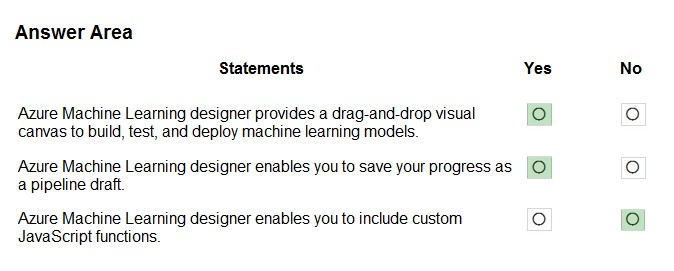 Answer Area
Statements Yes No
Azure Machine Learning designer provides a drag-and-drop visual
canvas to build, test, and deploy machine learning models.
Azure Machine Learning designer enables you to save your progress as
a pipeline draft.
Azure Machine Learning designer enables you to include custom
JavaScript functions.